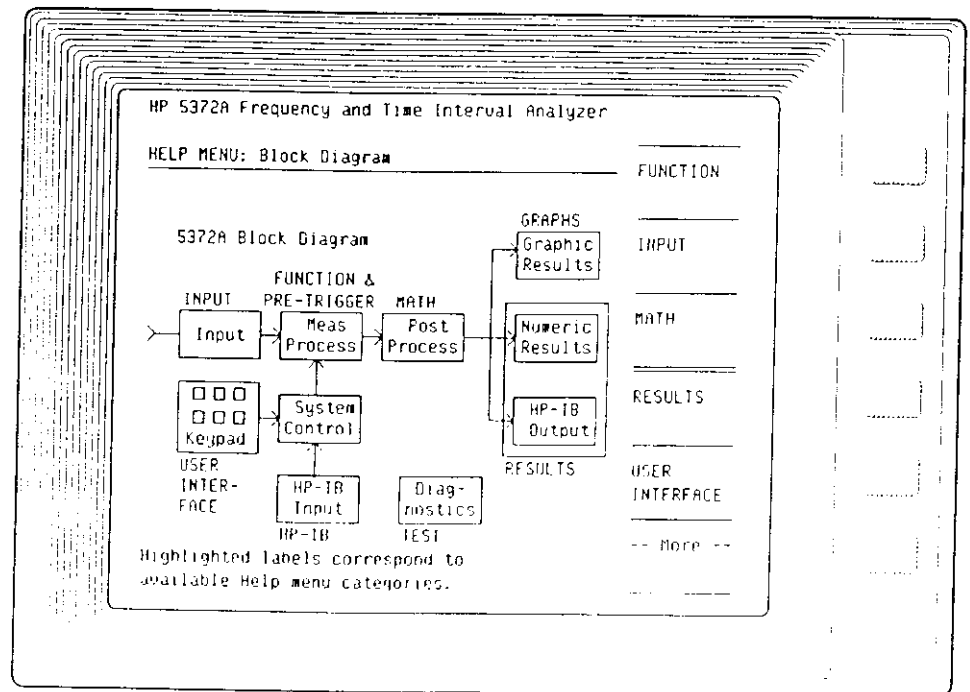 HP 5372A Frequency and Time Interval Analyzer
HELP MENU: Block Diagram
5372A Block Diagram
INPUT
Input
FUNCTION &
PRE-TRIGGER
Meas
Process
MATH
Post
Process
GRAPHS
Graphic
Results
Numeric
Results
HP-IB
Output
RESULTS
Keypad
USER
INTER-
FACE
System
Control
HP-IB
Input
HP-IB
Diag-
nostics
TEST
Highlighted labels correspond to
available Help menu categories.
FUNCTION
INPUT
MATH
RESULTS
USER
INTERFACE
-- More --